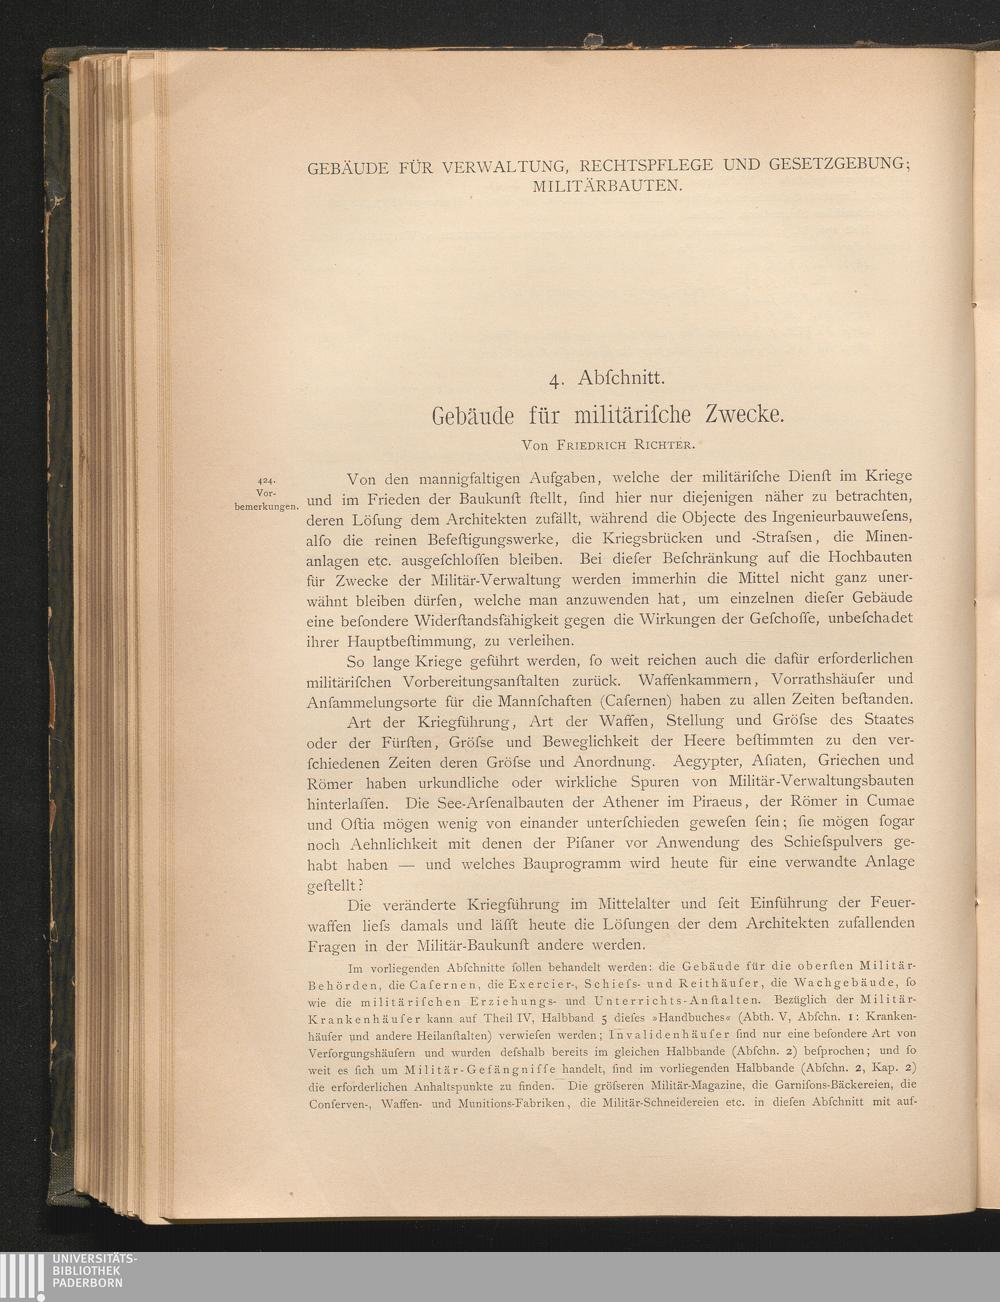 GEBÄUDE FÜR VERWALTUNG, RECHTSPFLEGE UND GESETZGEBUNG;
MILITÄRBAUTEN.
4. Abſchnitt.
Gebäude für militäriſche Zwecke.
Von FRIEDRICH RICHTER.
424.
Vor-
bemerkungen.
Von den mannigfaltigen Aufgaben, welche der militäriſche Dienſt im Kriege
und im Frieden der Baukunſt ſtellt, ſind hier nur diejenigen näher zu betrachten,
deren Löſung dem Architekten zufällt, während die Objecte des Ingenieurbauweſens,
alſo die reinen Befeſtigungswerke, die Kriegsbrücken und -Straſsen, die Minen-
anlagen etc. ausgeſchloſſen bleiben. Bei dieſer Beſchränkung auf die Hochbauten
für Zwecke der Militär-Verwaltung werden immerhin die Mittel nicht ganz uner-
wähnt bleiben dürfen, welche man anzuwenden hat, um einzelnen dieſer Gebäude
eine beſondere Widerſtandsfähigkeit gegen die Wirkungen der Geſchoſſe, unbeſchadet
ihrer Hauptbeſtimmung, zu verleihen.
So lange Kriege geführt werden, ſo weit reichen auch die dafür erforderlichen
militäriſchen Vorbereitungsanſtalten zurück. Waffenkammern, Vorrathshäuſer und
Anſammelungsorte für die Mannſchaften (Caſernen) haben zu allen Zeiten beſtanden.
Art der Kriegführung, Art der Waffen, Stellung und Gröſse des Staates
oder der Fürſten, Gröſse und Beweglichkeit der Heere beſtimmten zu den ver-
ſchiedenen Zeiten deren Gröſse und Anordnung. Aegypter, Aſiaten, Griechen und
Römer haben urkundliche oder wirkliche Spuren von Militär-Verwaltungsbauten
hinterlaſſen. Die See-Arſenalbauten der Athener im Piraeus, der Römer in Cumae
und Oſtia mögen wenig von einander unterſchieden geweſen ſein; ſie mögen ſogar
noch Aehnlichkeit mit denen der Piſaner vor Anwendung des Schieſspulvers ge-
habt haben — und welches Bauprogramm wird heute für eine verwandte Anlage
geſtellt?
Die veränderte Kriegführung im Mittelalter und ſeit Einführung der Feuer-
waffen lieſs damals und läſſt heute die Löſungen der dem Architekten zufallenden
Fragen in der Militär-Baukunſt andere werden.
Im vorliegenden Abſchnitte ſollen behandelt werden: die Gebäude für die oberſten Militär-
Behörden, die Caſernen, die Exercier-, Schieſs- und Reithäuſer, die Wachgebäude, ſo
wie die militäriſchen Erziehungs- und Unterrichts-Anſtalten. Bezüglich der Militär-
Krankenhäuſer kann auf Theil IV, Halbband 5 dieſes »Handbuches« (Abth. V, Abſchn. 1: Kranken-
häuſer und andere Heilanſtalten) verwieſen werden; Invalidenhäuſer ſind nur eine beſondere Art von
Verſorgungshäuſern und wurden deſshalb bereits im gleichen Halbbande (Abſchn. 2) beſprochen; und ſo
weit es ſich um Militär-Gefängniſſe handelt, ſind im vorliegenden Halbbande (Abſchn. 2, Kap. 2)
die erforderlichen Anhaltspunkte zu finden. Die gröſseren Militär-Magazine, die Garniſons-Bäckereien, die
Conſerven-, Waffen- und Munitions-Fabriken, die Militär-Schneidereien etc. in dieſen Abſchnitt mit auf-
UNIVERSITÄTS-
BIBLIOTHEK
PADERBORN